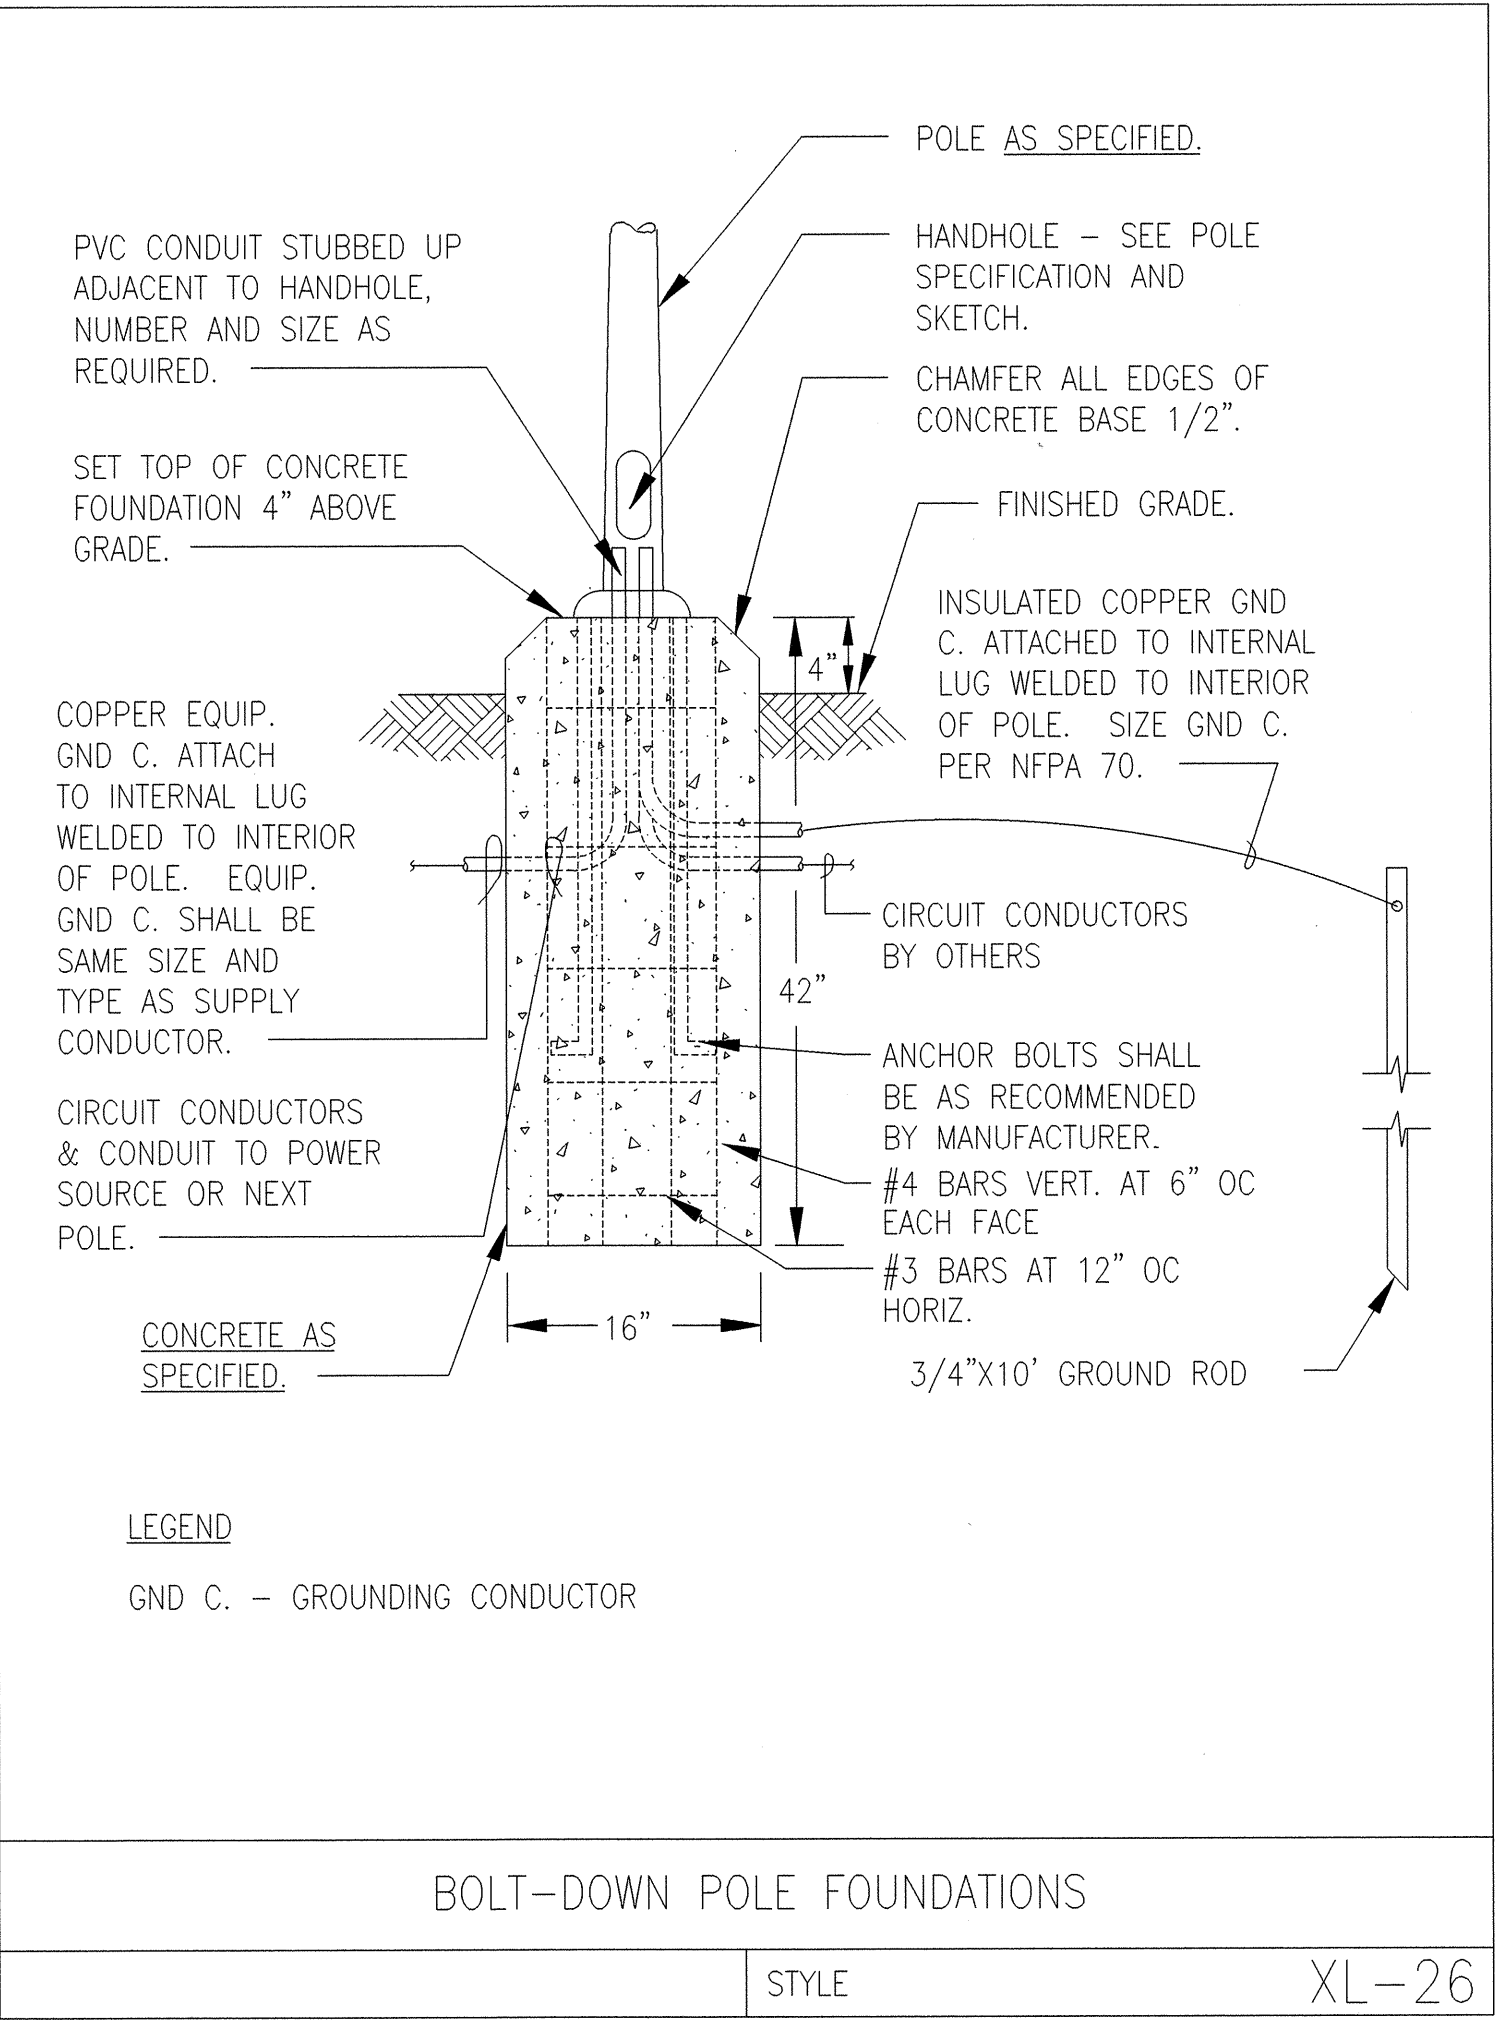 POLE AS SPECIFIED.
PVC CONDUIT STUBBED UP
ADJACENT TO HANDHOLE,
NUMBER AND SIZE AS
REQUIRED.
HANDHOLE – SEE POLE
SPECIFICATION AND
SKETCH.
CHAMFER ALL EDGES OF
CONCRETE BASE 1/2”.
SET TOP OF CONCRETE
FOUNDATION 4” ABOVE
GRADE.
FINISHED GRADE.
INSULATED COPPER GND
C. ATTACHED TO INTERNAL
LUG WELDED TO INTERIOR
OF POLE. SIZE GND C.
PER NFPA 70.
4”
COPPER EQUIP.
GND C. ATTACH
TO INTERNAL LUG
WELDED TO INTERIOR
OF POLE. EQUIP.
GND C. SHALL BE
SAME SIZE AND
TYPE AS SUPPLY
CONDUCTOR.
CIRCUIT CONDUCTORS
BY OTHERS
42”
ANCHOR BOLTS SHALL
BE AS RECOMMENDED
BY MANUFACTURER.
CIRCUIT CONDUCTORS
& CONDUIT TO POWER
SOURCE OR NEXT
POLE.
#4 BARS VERT. AT 6” OC
EACH FACE
#3 BARS AT 12” OC
HORIZ.
16”
CONCRETE AS
SPECIFIED.
3/4”X10’ GROUND ROD
LEGEND
GND C. – GROUNDING CONDUCTOR
BOLT–DOWN POLE FOUNDATIONS
STYLE
XL–26